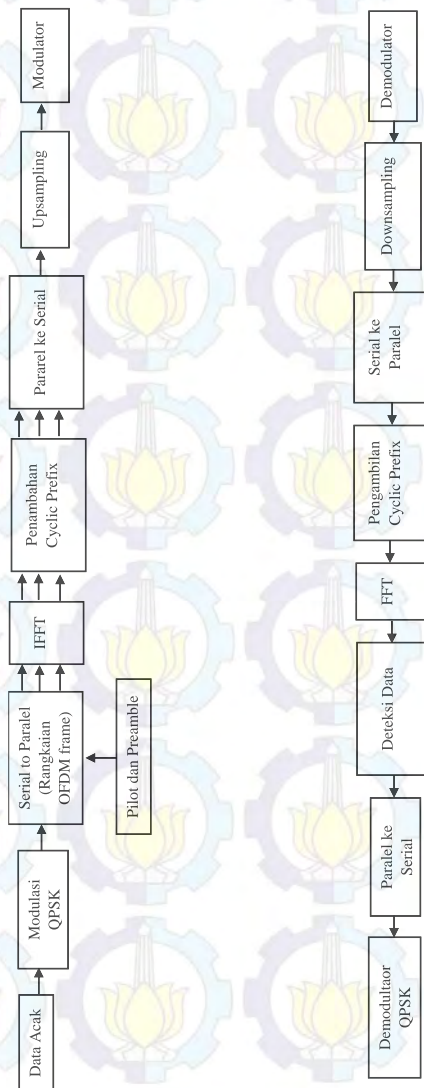 Data Acak
Modulasi
QPSK
Serial to Paralel
(Rangkaian
OFDM frame)
Pilot dan Preamble
IFFT
Penambahan
Cyclic Prefix
Pararel ke Serial
Upsampling
Modulator
Demodulator
Downsampling
Serial ke
Paralel
Pengambilan
Cyclic Prefix
FFT
Deteksi Data
Paralel ke
Serial
Demodultaor
QPSK